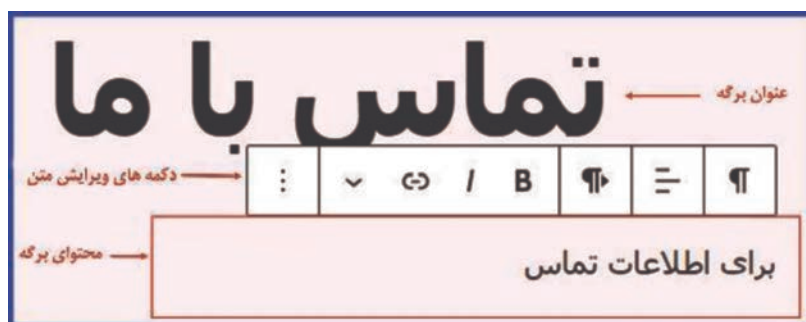 تماس با ما
عنوان برگه
دکمه های ویرایش متن
B I
محتوای برگه
برای اطلاعات تماس